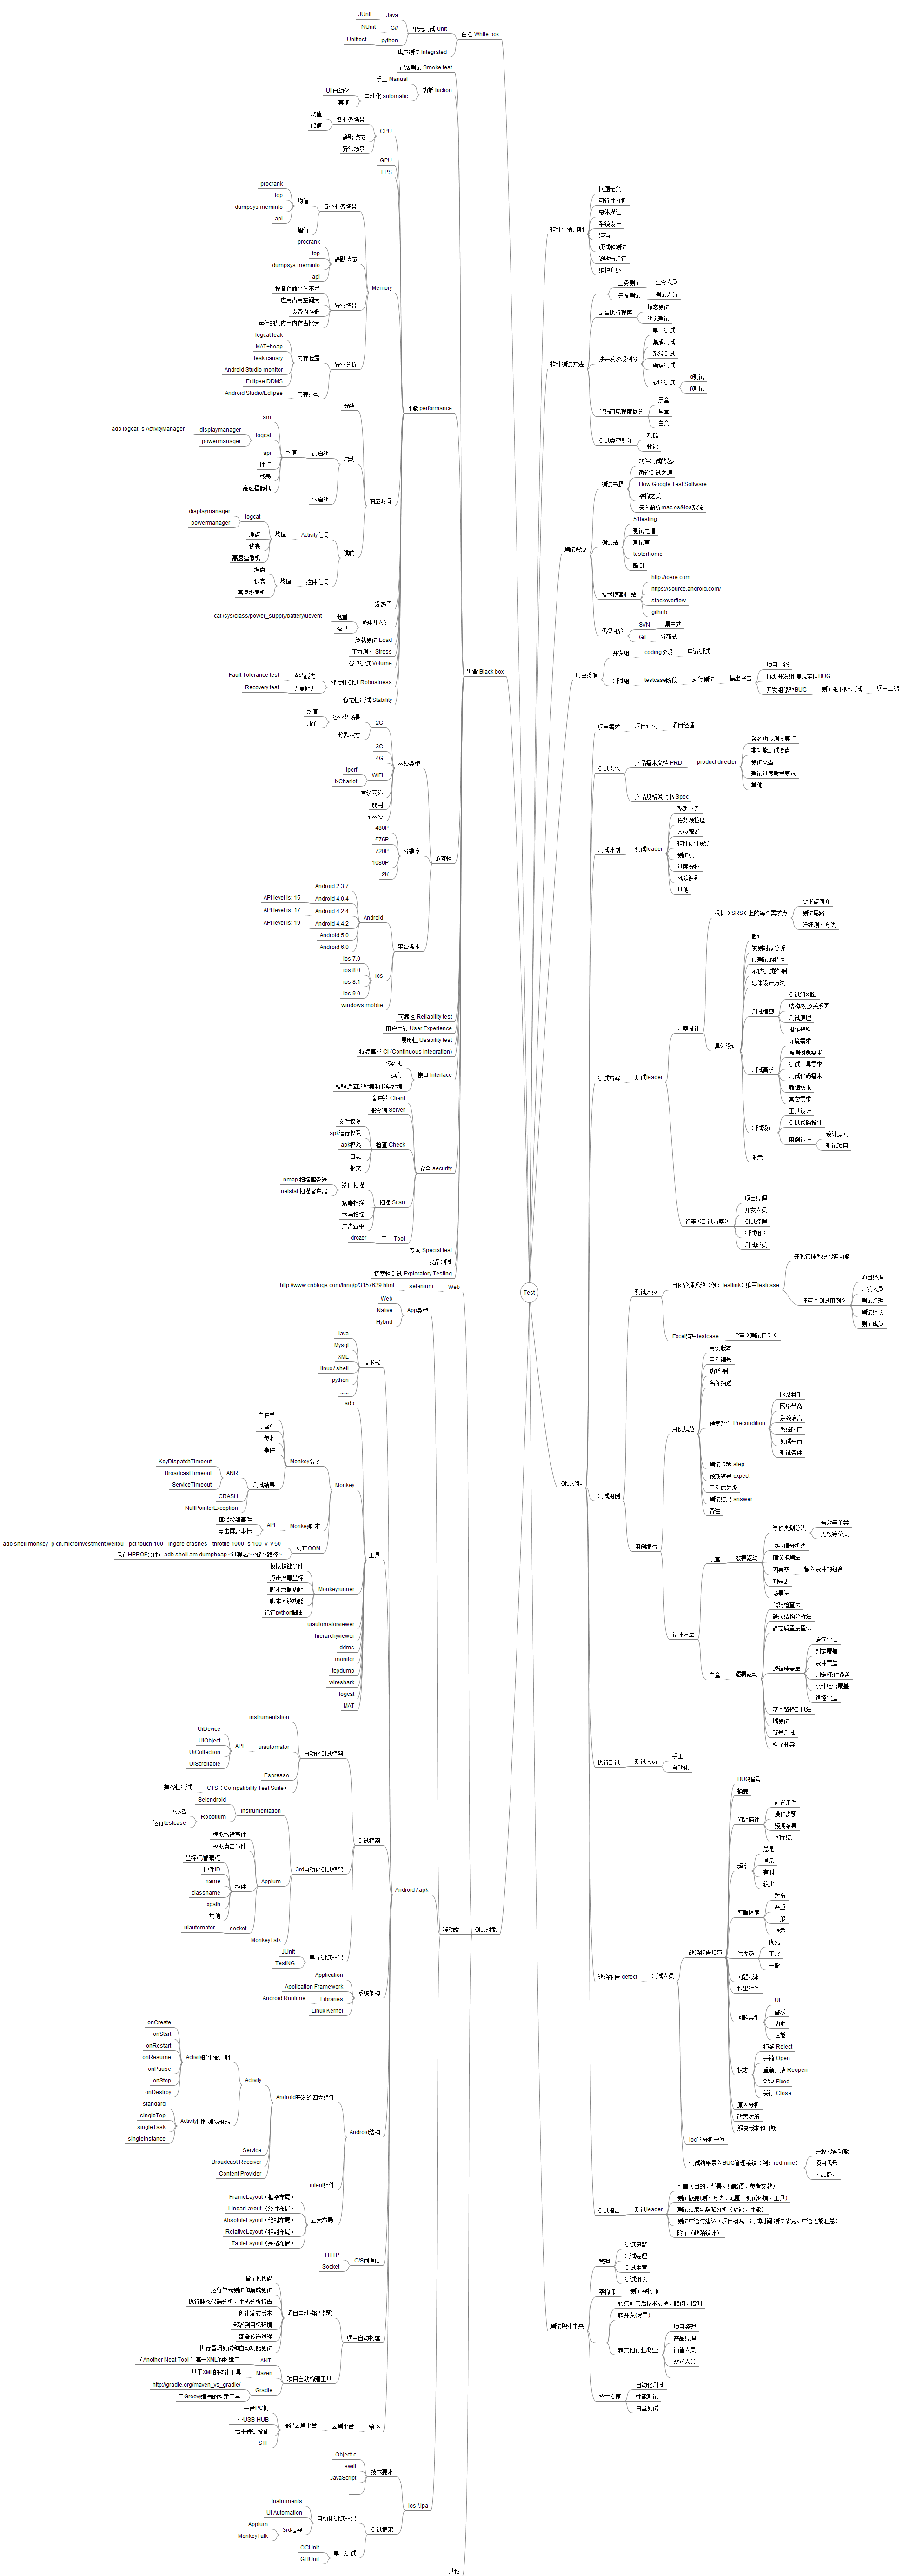 Test
白盒 White box
单元测试 Unit
Java
JUnit
C#
NUnit
python
Unittest
集成测试 Integrated
黑盒 Black box
冒烟测试 Smoke test
功能 fuction
手工 Manual
自动化 automatic
UI 自动化
其他
性能 performance
CPU
各业务场景
均值
峰值
静默状态
异常场景
GPU
FPS
Memory
各个业务场景
均值
procrank
top
dumpsys meminfo
api
峰值
静默状态
procrank
top
dumpsys meminfo
api
异常场景
设备存储空间不足
应用占用空间大
设备内存低
运行的某应用内存占比大
异常分析
内存泄露
logcat leak
MAT+heap
leak canary
Android Studio monitor
Eclipse DDMS
内存抖动
Android Studio/Eclipse
响应时间
安装
启动
热启动
均值
logcat
am
displaymanager
adb logcat -s ActivityManager
powermanager
api
埋点
秒表
高速摄像机
冷启动
跳转
Activity之间
均值
logcat
displaymanager
powermanager
埋点
秒表
高速摄像机
控件之间
均值
埋点
秒表
高速摄像机
发热量
耗电量/流量
电量
cat /sys/class/power_supply/battery/uevent
流量
负载测试 Load
压力测试 Stress
容量测试 Volume
健壮性测试 Robustness
容错能力
Fault Tolerance test
恢复能力
Recovery test
稳定性测试 Stability
兼容性
网络类型
2G
各业务场景
均值
峰值
静默状态
3G
4G
WIFI
iperf
IxChariot
有线网络
弱网
无网络
分辨率
480P
576P
720P
1080P
2K
平台版本
Android
Android 2.3.7
Android 4.0.4
API level is: 15
Android 4.2.4
API level is: 17
Android 4.4.2
API level is: 19
Android 5.0
Android 6.0
ios
ios 7.0
ios 8.0
ios 8.1
ios 9.0
windows moblie
可靠性 Reliability test
用户体验 User Experience
易用性 Usability test
持续集成 CI (Continuous integration)
接口 Interface
传数据
执行
校验返回的数据和期望数据
安全 security
客户端 Client
服务端 Server
检查 Check
文件权限
apk运行权限
apk权限
日志
报文
扫描 Scan
端口扫描
nmap 扫描服务器
netstat 扫描客户端
病毒扫描
木马扫描
广告查杀
工具 Tool
drozer
专项 Special test
竞品测试
探索性测试 Exploratory Testing
测试对象
Web
selenium
http://www.cnblogs.com/fnng/p/3157639.html
移动端
App类型
Web
Native
Hybrid
Android /.apk
技术栈
Java
Mysql
XML
linux / shell
python
......
工具
adb
Monkey
Monkey命令
白名单
黑名单
参数
事件
测试结果
ANR
KeyDispatchTimeout
BroadcastTimeout
ServiceTimeout
CRASH
NullPointerException
Monkey脚本
API
模拟按键事件
点击屏幕坐标
检查OOM
adb shell monkey -p cn.microinvestment.weitou --pct-touch 100 --ingore-crashes --throttle 1000 -s 100 -v -v 50
保存HPROF文件：adb shell am dumpheap <进程名> <保存路径>
Monkeyrunner
模拟按键事件
点击屏幕坐标
脚本录制功能
脚本回放功能
运行python脚本
uiautomatorviewer
hierarchyviewer
ddms
monitor
tcpdump
wireshark
logcat
MAT
测试框架
自动化测试框架
instrumentation
uiautomator
API
UiDevice
UiObject
UiCollection
UiScrollable
Espresso
CTS（Compatibility Test Suite）
兼容性测试
3rd自动化测试框架
instrumentation
Selendroid
Robotium
重签名
运行testcase
Appium
模拟按键事件
模拟点击事件
控件
坐标点/像素点
控件ID
name
classname
xpath
其他
socket
uiautomator
MonkeyTalk
单元测试框架
JUnit
TestNG
系统架构
Application
Application Framework
Libraries
Android Runtime
Linux Kernel
Android结构
Android开发的四大组件
Activity
Activity的生命周期
onCreate
onStart
onRestart
onResume
onPause
onStop
onDestroy
Activity四种加载模式
standard
singleTop
singleTask
singleInstance
Service
Broadcast Receiver
Content Provider
intent组件
五大布局
FrameLayout（框架布局）
LinearLayout（线性布局）
AbsoluteLayout（绝对布局）
RelativeLayout（相对布局）
TableLayout（表格布局）
C/S间通信
HTTP
Socket
项目自动构建
项目自动构建步骤
编译源代码
运行单元测试和集成测试
执行静态代码分析、生成分析报告
创建发布版本
部署到目标环境
部署传递过程
执行冒烟测试和自动功能测试
项目自动构建工具
ANT
（Another Neat Tool ）基于XML的构建工具
Maven
基于XML的构建工具
Gradle
http://gradle.org/maven_vs_gradle/
用Groovy编写的构建工具
策略
云测平台
搭建云测平台
一台PC机
一个USB-HUB
若干待测设备
STF
ios /.ipa
技术要求
Object-c
swift
JavaScript
...
测试框架
自动化测试框架
Instruments
UI Automation
3rd框架
Appium
MonkeyTalk
单元测试
OCUnit
GHUnit
其他
软件生命周期
问题定义
可行性分析
总体描述
系统设计
编码
调试和测试
验收与运行
维护升级
软件测试方法
业务测试
业务人员
开发测试
测试人员
是否执行程序
静态测试
动态测试
按开发阶段划分
单元测试
集成测试
系统测试
确认测试
验收测试
α测试
β测试
代码可见程度划分
黑盒
灰盒
白盒
测试类型划分
功能
性能
测试资源
测试书籍
软件测试的艺术
微软测试之道
How Google Test Software
架构之美
深入解析mac os&ios系统
测试站
51testing
测试之道
测试窝
testerhome
酷测
技术博客/网站
http://iosre.com
https://source.android.com/
stackoverflow
github
代码托管
SVN
集中式
Git
分布式
角色扮演
开发组
coding阶段
申请测试
测试组
testcase阶段
执行测试
输出报告
项目上线
协助开发组 复现定位BUG
开发组修改BUG
测试组 回归测试
项目上线
测试流程
项目需求
项目计划
项目经理
测试需求
产品需求文档 PRD
product directer
系统功能测试要点
非功能测试要点
测试类型
测试进度质量要求
其他
产品规格说明书 Spec
测试计划
测试leader
熟悉业务
任务颗粒度
人员配置
软件硬件资源
测试点
进度安排
风险识别
其他
测试方案
测试leader
方案设计
根据《SRS》上的每个需求点
需求点简介
测试思路
详细测试方法
具体设计
概述
被测对象分析
应测试的特性
不被测试的特性
总体设计方法
测试模型
测试组网图
结构/对象关系图
测试原理
操作流程
测试需求
环境需求
被测对象需求
测试工具需求
测试代码需求
数据需求
其它需求
测试设计
工具设计
测试代码设计
用例设计
设计原则
测试项目
附录
评审《测试方案》
项目经理
开发人员
测试经理
测试组长
测试成员
测试用例
测试人员
用例管理系统（例：testlink）编写testcase
开源管理系统搜索功能
评审《测试用例》
项目经理
开发人员
测试经理
测试组长
测试成员
Excel编写testcase
评审《测试用例》
用例编写
用例规范
用例版本
用例编号
功能特性
名称描述
预置条件 Precondition
网络类型
网络带宽
系统语言
系统时区
测试平台
测试条件
测试步骤 step
预期结果 expect
用例优先级
测试结果 answer
备注
设计方法
黑盒
数据驱动
等价类划分法
有效等价类
无效等价类
边界值分析法
错误推测法
因果图
输入条件的组合
判定表
场景法
白盒
逻辑驱动
代码检查法
静态结构分析法
静态质量度量法
逻辑覆盖法
语句覆盖
判定覆盖
条件覆盖
判定/条件覆盖
条件组合覆盖
路径覆盖
基本路径测试法
域测试
符号测试
程序变异
执行测试
测试人员
手工
自动化
缺陷报告 defect
测试人员
缺陷报告规范
BUG编号
摘要
问题描述
前置条件
操作步骤
预期结果
实际结果
频率
总是
通常
有时
较少
严重程度
致命
严重
一般
提示
优先级
优先
正常
一般
问题版本
提出时间
问题类型
UI
需求
功能
性能
状态
拒绝 Reject
开放 Open
重新开放 Reopen
解决 Fixed
关闭 Close
原因分析
改善对策
解决版本和日期
log的分析定位
测试结果录入BUG管理系统（例：redmine）
开源搜索功能
项目代号
产品版本
测试报告
测试leader
引言（目的、背景、缩略语、参考文献）
测试概要(测试方法、范围、测试环境、工具）
测试结果与缺陷分析（功能、性能）
测试结论与建议（项目概况、测试时间 测试情况、结论性能汇总）
附录（缺陷统计）
测试职业未来
管理
测试总监
测试经理
测试主管
测试组长
架构师
测试架构师
转售前售后技术支持、顾问、培训
转开发(尽早)
转其他行业/职业
项目经理
产品经理
销售人员
需求人员
......
技术专家
自动化测试
性能测试
白盒测试